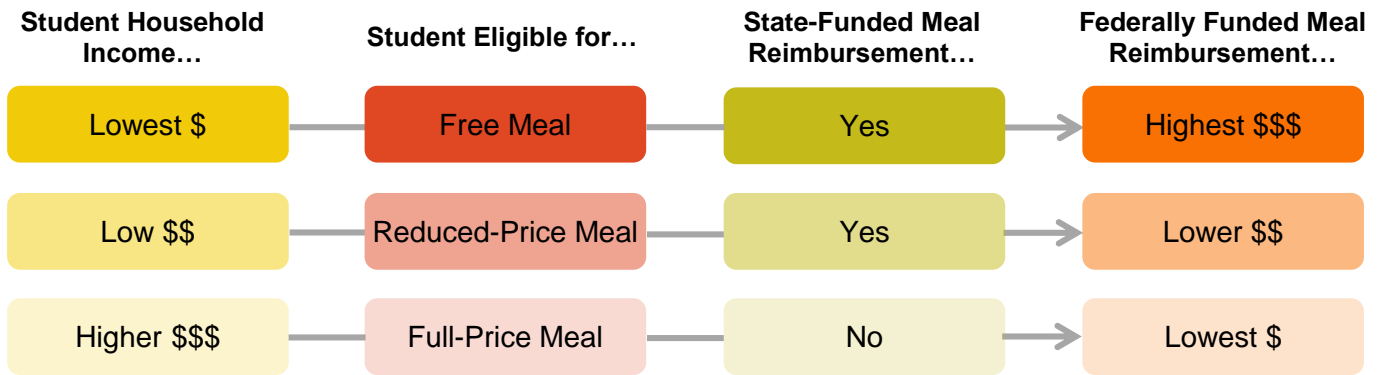 Student Household
Income…
Student Eligible for…
State-Funded Meal
Reimbursement…
Federally Funded Meal
Reimbursement…
Lowest $
Free Meal
Yes
Highest $$$
Low $$
Reduced-Price Meal
Yes
Lower $$
Higher $$$
Full-Price Meal
No
Lowest $